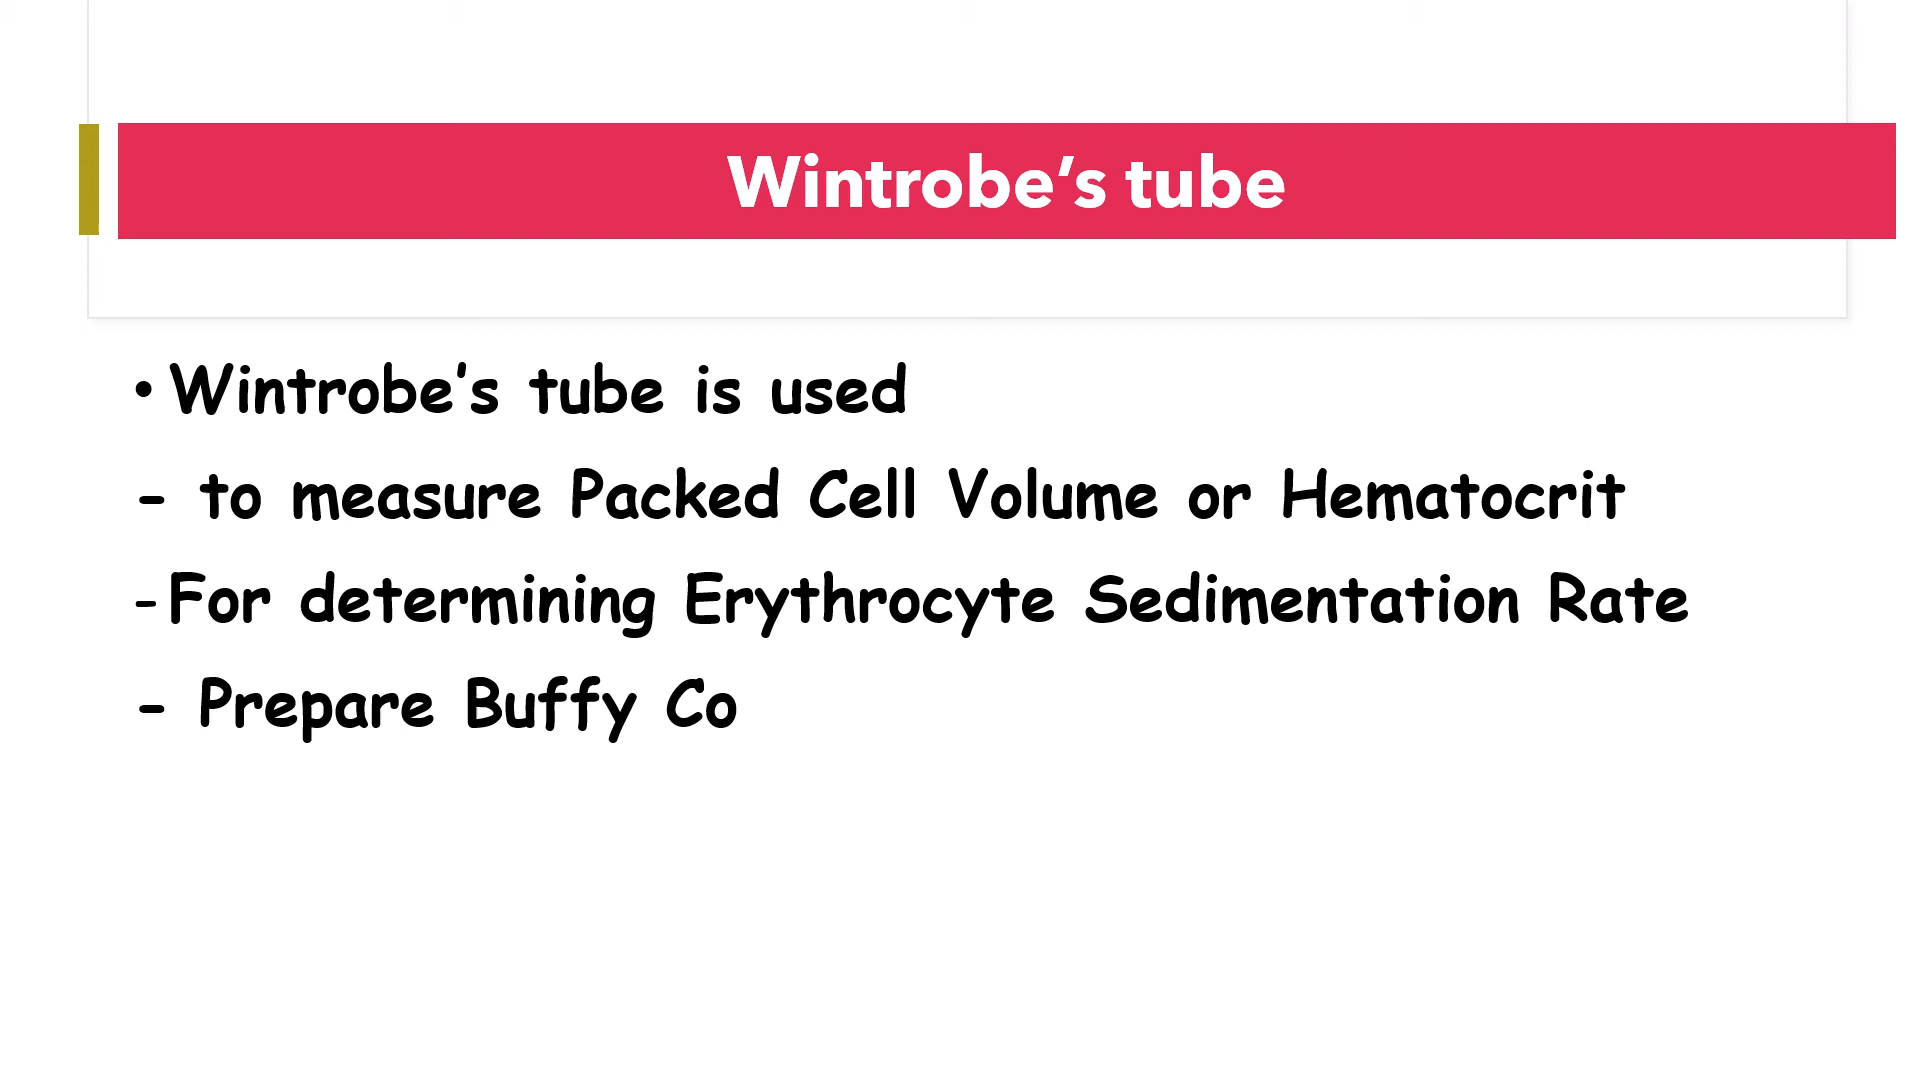 Wintrobe’s tube
• Wintrobe’s tube is used
- to measure Packed Cell Volume or Hematocrit
-For determining Erythrocyte Sedimentation Rate
- Prepare Buffy Co